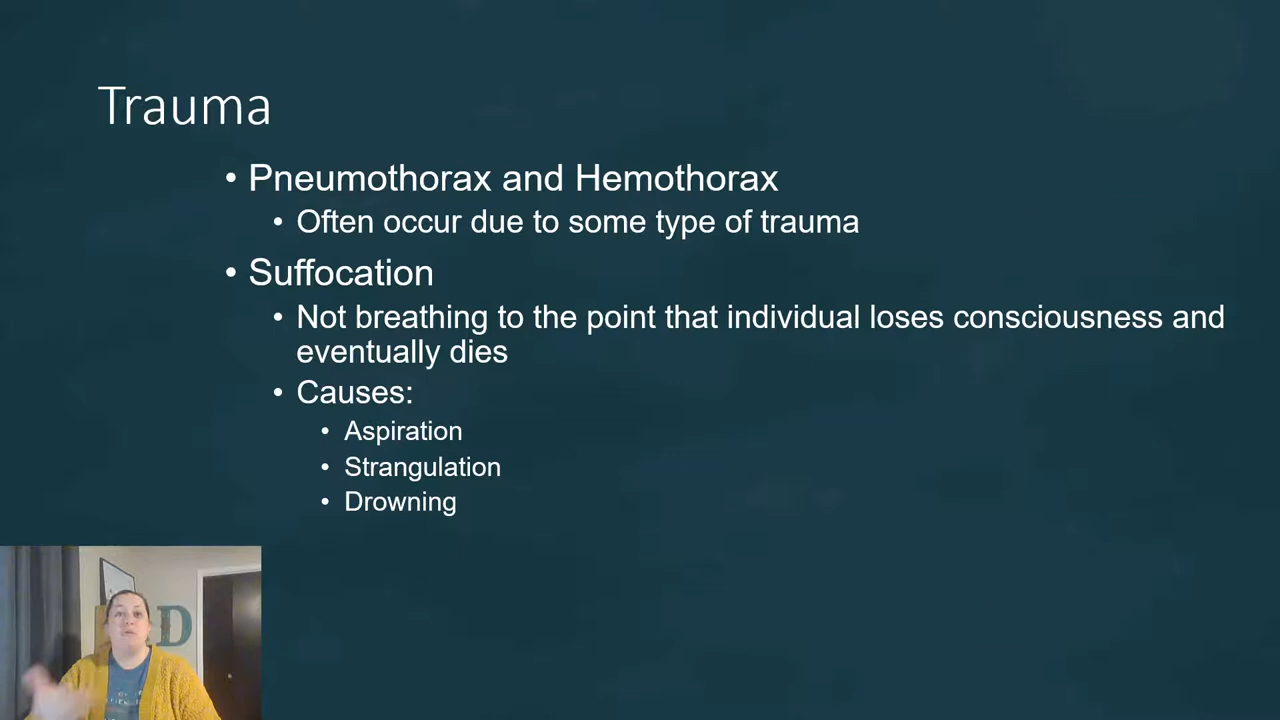 Trauma
• Pneumothorax and Hemothorax
• Often occur due to some type of trauma
• Suffocation
• Not breathing to the point that individual loses consciousness and
eventually dies
• Causes:
• Aspiration
• Strangulation
• Drowning
D